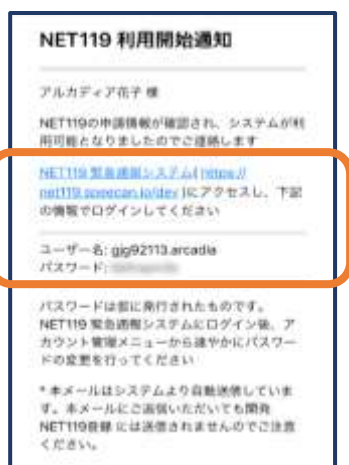 NET119 利用開始通知
アルカディア花子 様
NET119の申請情報が確認され、システムが利
用可能となりましたのでご連絡します
NET119 緊急通報システム( https://
net119.speecan.jp/dev )にアクセスし、下記
の情報でログインしてください
ユーザー名: gjg92113.arcadia
パスワード:
パスワードは仮に発行されたものです。
NET119 緊急通報システムにログイン後、ア
カウント管理メニューから速やかにパスワー
ドの変更を行ってください
* 本メールはシステムより自動送信していま
す。本メールにご返信いただいても開発
NET119登録 には送信されませんのでご注意
ください。